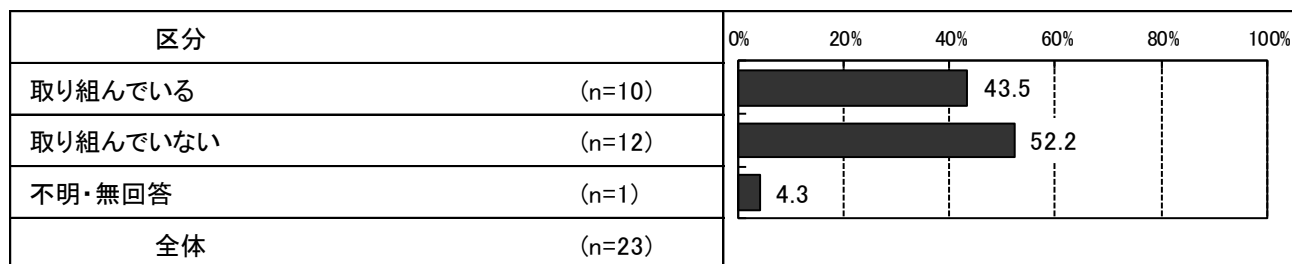 区分 0% 20% 40% 60% 80% 100%
取り組んでいる (n=10) 43.5
取り組んでいない (n=12) 52.2
不明・無回答 (n=1) 4.3
全体 (n=23)